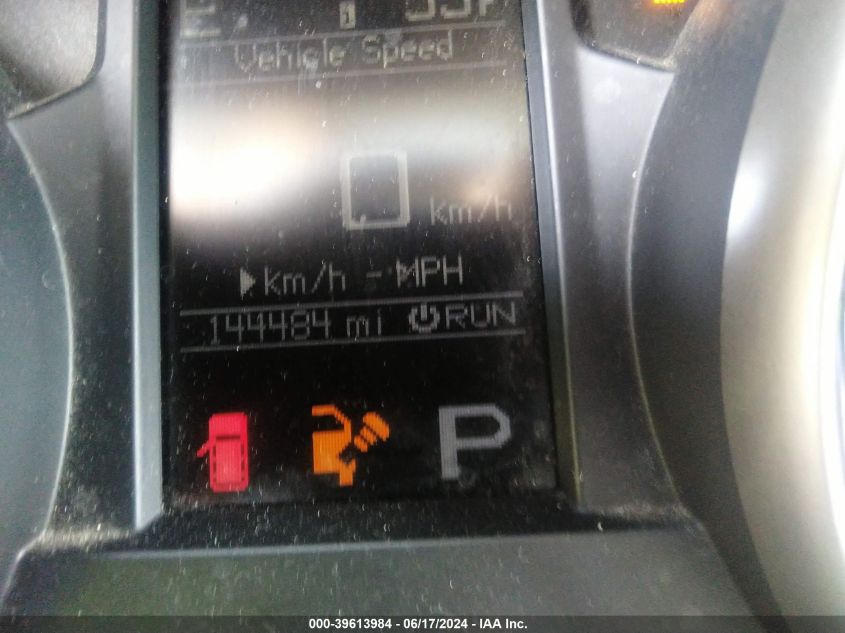 Vehicle Speed
0 km/h
km/h - MPH
144484 mi RUN
P
000-39613984 - 06/17/2024 - IAA Inc.